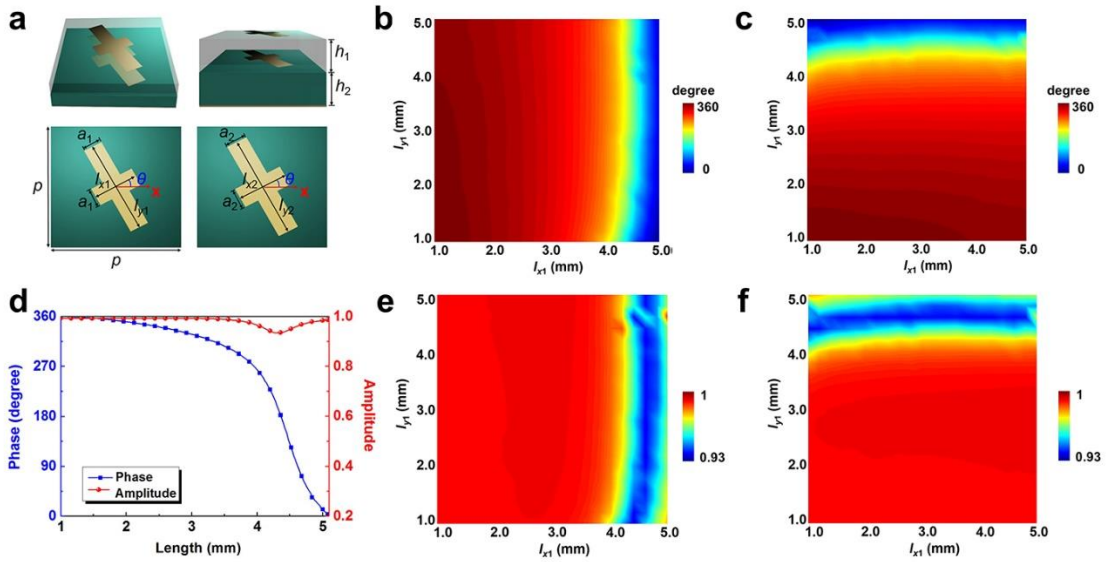 a
h1
h2
a1
lx1
θ
x
a1
ly1
p
p
a2
lx2
θ
x
a2
ly2
b
5.0
4.0
3.0
2.0
1.0
ly1 (mm)
1.0 2.0 3.0 4.0 5.0
lx1 (mm)
degree
360
0
c
5.0
4.0
3.0
2.0
1.0
ly1 (mm)
1.0 2.0 3.0 4.0 5.0
lx1 (mm)
degree
360
0
d
360
270
180
90
0
Phase (degree)
1.0
0.8
0.6
0.4
0.2
Amplitude
Phase
Amplitude
1 2 3 4 5
Length (mm)
e
5.0
4.0
3.0
2.0
1.0
ly1 (mm)
1.0 2.0 3.0 4.0 5.0
lx1 (mm)
1
0.93
f
5.0
4.0
3.0
2.0
1.0
ly1 (mm)
1.0 2.0 3.0 4.0 5.0
lx1 (mm)
1
0.93